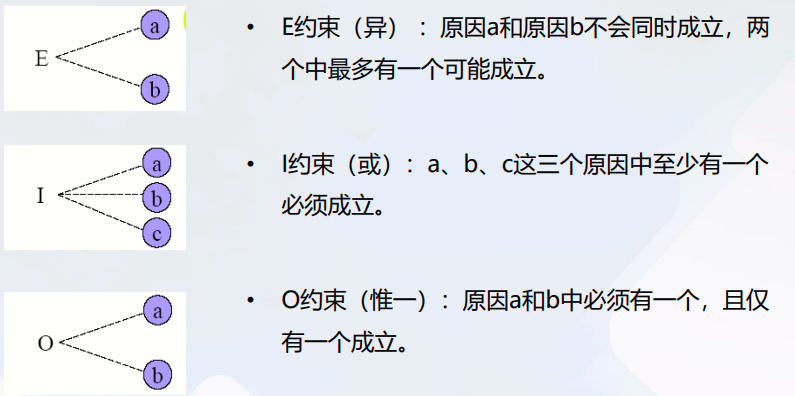 E
a
b
• E约束（异）：原因a和原因b不会同时成立，两
个中最多有一个可能成立。
I
a
b
c
• I约束（或）：a、b、c这三个原因中至少有一个
必须成立。
O
a
b
• O约束（惟一）：原因a和b中必须有一个，且仅
有一个成立。